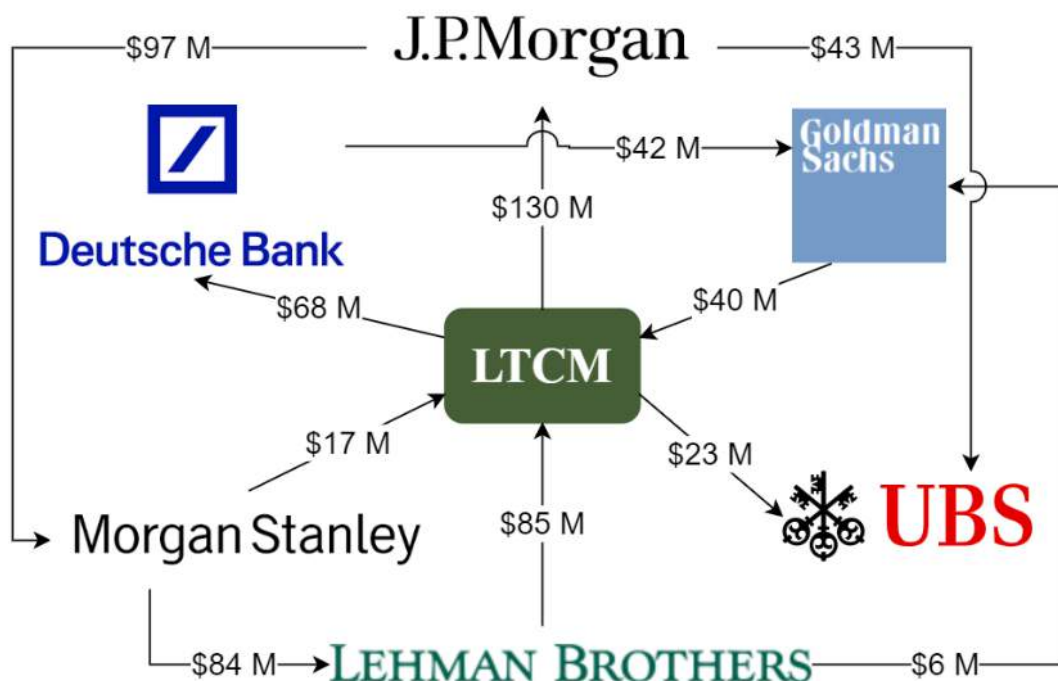 $97 M
J.P.Morgan
$43 M
Goldman
Sachs
$42 M
$130 M
Deutsche Bank
$68 M
$40 M
LTCM
$17 M
$23 M
$85 M
UBS
Morgan Stanley
$84 M
LEHMAN BROTHERS
$6 M